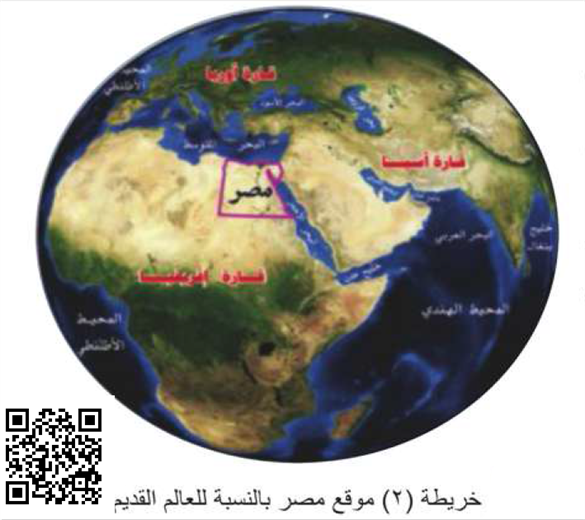 المحيط
الأطلنطي
قارة أوربا
البحر الأسود
البحر المتوسط
قارة آسيا
مصر
البحر العربي
خليج
بنغال
قارة إفريقيا
المحيط
الأطلنطي
المحيط الهندي
خريطة (٢) موقع مصر بالنسبة للعالم القديم